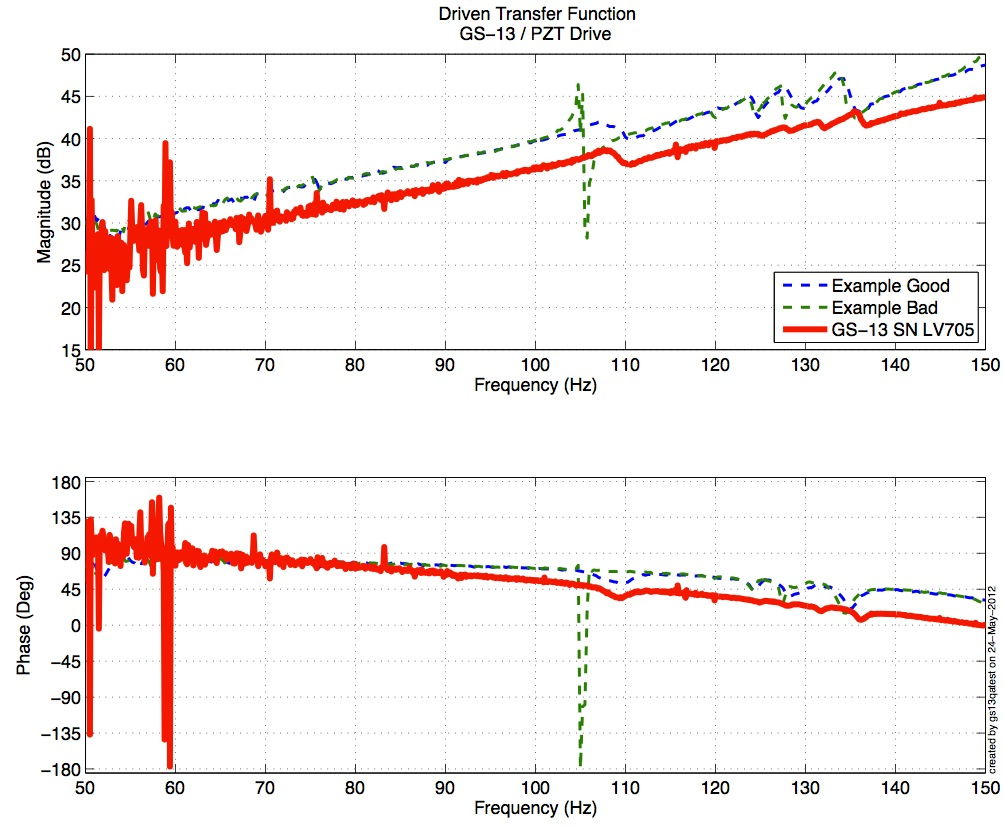 Driven Transfer Function
GS−13 / PZT Drive
50
45
40
35
30
25
20
15
Magnitude (dB)
Example Good
Example Bad
GS−13 SN LV705
50 60 70 80 90 100 110 120 130 140 150
Frequency (Hz)
180
135
90
45
0
−45
−90
−135
−180
Phase (Deg)
50 60 70 80 90 100 110 120 130 140 150
Frequency (Hz)
created by gs13qatest on 24−May−2012